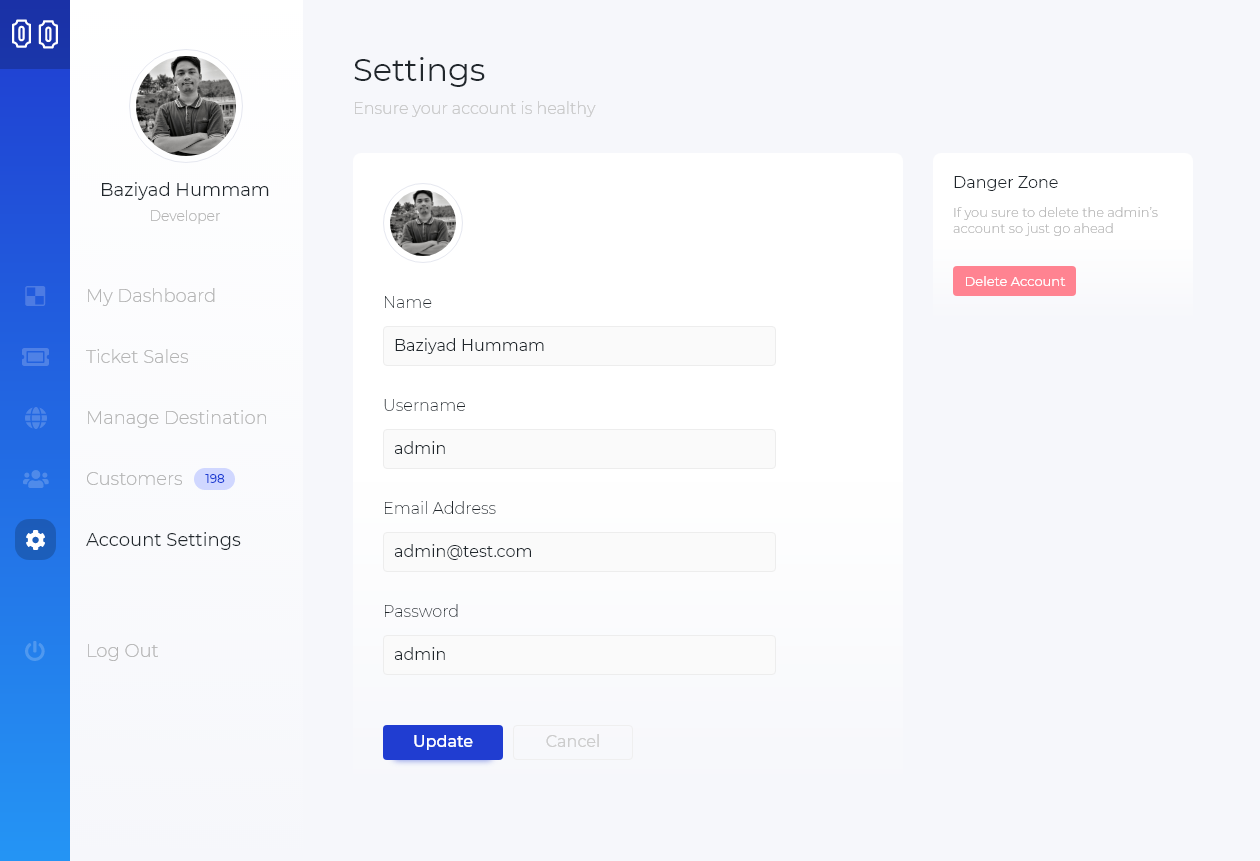 Baziyad Hummam
Developer
My Dashboard
Ticket Sales
Manage Destination
Customers 198
Account Settings
Log Out
Settings
Ensure your account is healthy
Name
Baziyad Hummam
Username
admin
Email Address
admin@test.com
Password
admin
Update Cancel
Danger Zone
If you sure to delete the admin's
account so just go ahead
Delete Account